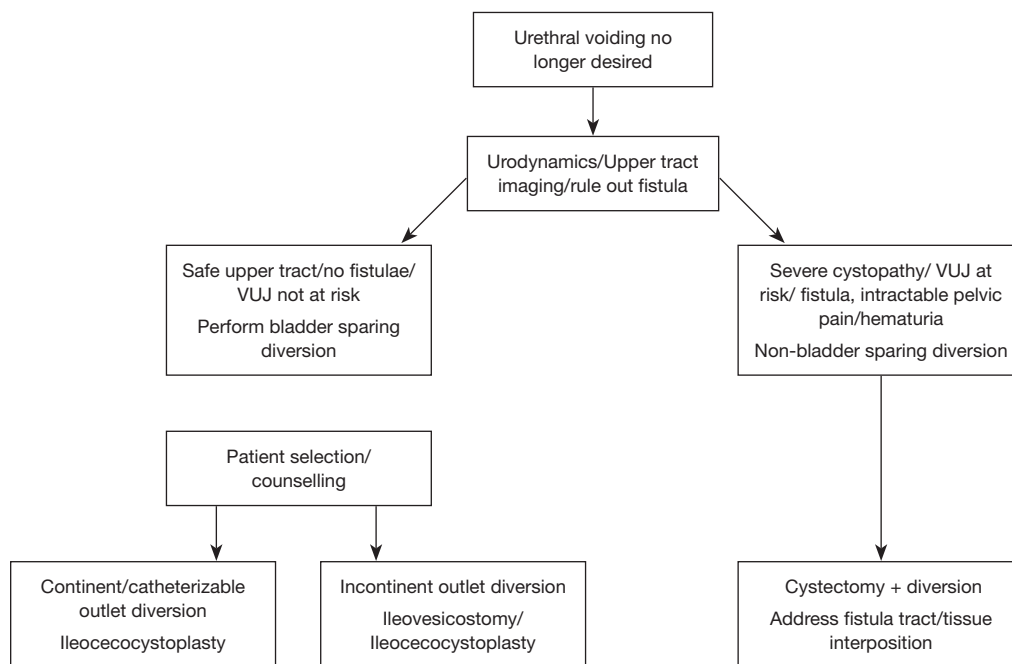 Urethral voiding no
longer desired
Urodynamics/Upper tract
imaging/rule out fistula
Safe upper tract/no fistulae/
VUJ not at risk
Perform bladder sparing
diversion
Severe cystopathy/ VUJ at
risk/ fistula, intractable pelvic
pain/hematuria
Non-bladder sparing diversion
Patient selection/
counselling
Continent/catheterizable
outlet diversion
Ileocecocystoplasty
Incontinent outlet diversion
Ileovesicostomy/
Ileocecocystoplasty
Cystectomy + diversion
Address fistula tract/tissue
interposition